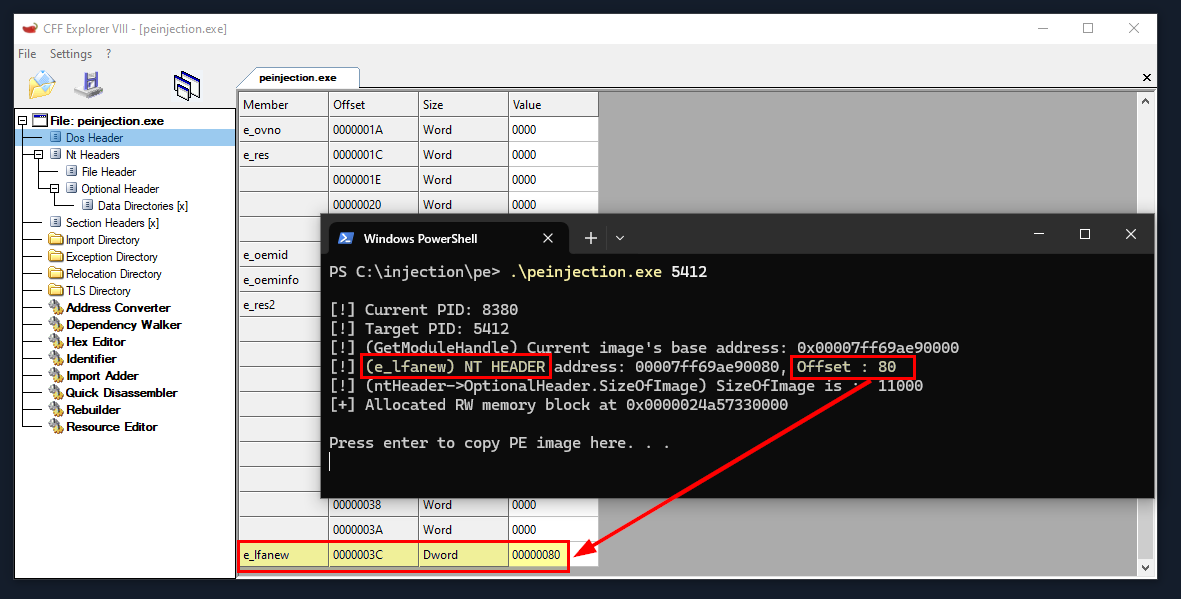 CFF Explorer VIII - [peinjection.exe]
File Settings ?
peinjection.exe
File: peinjection.exe
Dos Header
Nt Headers
File Header
Optional Header
Data Directories [x]
Section Headers [x]
Import Directory
Exception Directory
Relocation Directory
TLS Directory
Address Converter
Dependency Walker
Hex Editor
Identifier
Import Adder
Quick Disassembler
Rebuilder
Resource Editor
Member Offset Size Value
e_ovno 0000001A Word 0000
e_res 0000001C Word 0000
0000001E Word 0000
00000020 Word 0000
e_oemid
e_oeminfo
e_res2
00000038 Word 0000
0000003A Word 0000
e_lfanew 0000003C Dword 00000080
Windows PowerShell
PS C:\injection\pe> .\peinjection.exe 5412
[!] Current PID: 8380
[!] Target PID: 5412
[!] (GetModuleHandle) Current image's base address: 0x00007ff69ae90000
[!] (e_lfanew) NT HEADER address: 00007ff69ae90080, Offset : 80
[!] (ntHeader->OptionalHeader.SizeOfImage) SizeOfImage is : 11000
[+] Allocated RW memory block at 0x0000024a57330000
Press enter to copy PE image here. . .